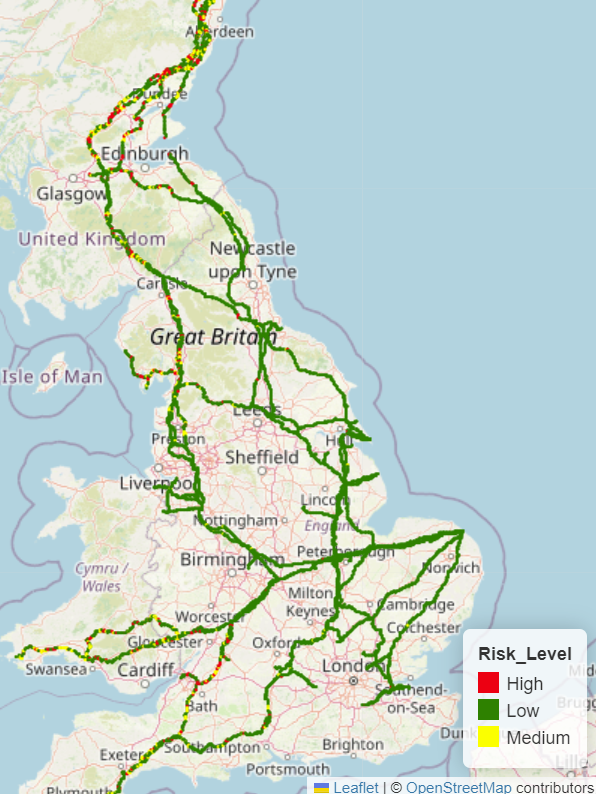 Aberdeen
Dundee
Edinburgh
Glasgow
United Kingdom
Newcastle
upon Tyne
Carlisle
Great Britain
Isle of Man
Leeds
Preston
Hull
Sheffield
Liverpool
Lincoln
Nottingham
England
Birmingham
Peterborough
Cymru /
Wales
Norwich
Milton
Keynes
Cambridge
Worcester
Colchester
Gloucester
Oxford
Swansea
Cardiff
London
Southend-
on-Sea
Bath
Exeter
Southampton
Brighton
Portsmouth
Plymouth
Risk_Level
High
Low
Medium
Lille
Leaflet | © OpenStreetMap contributors